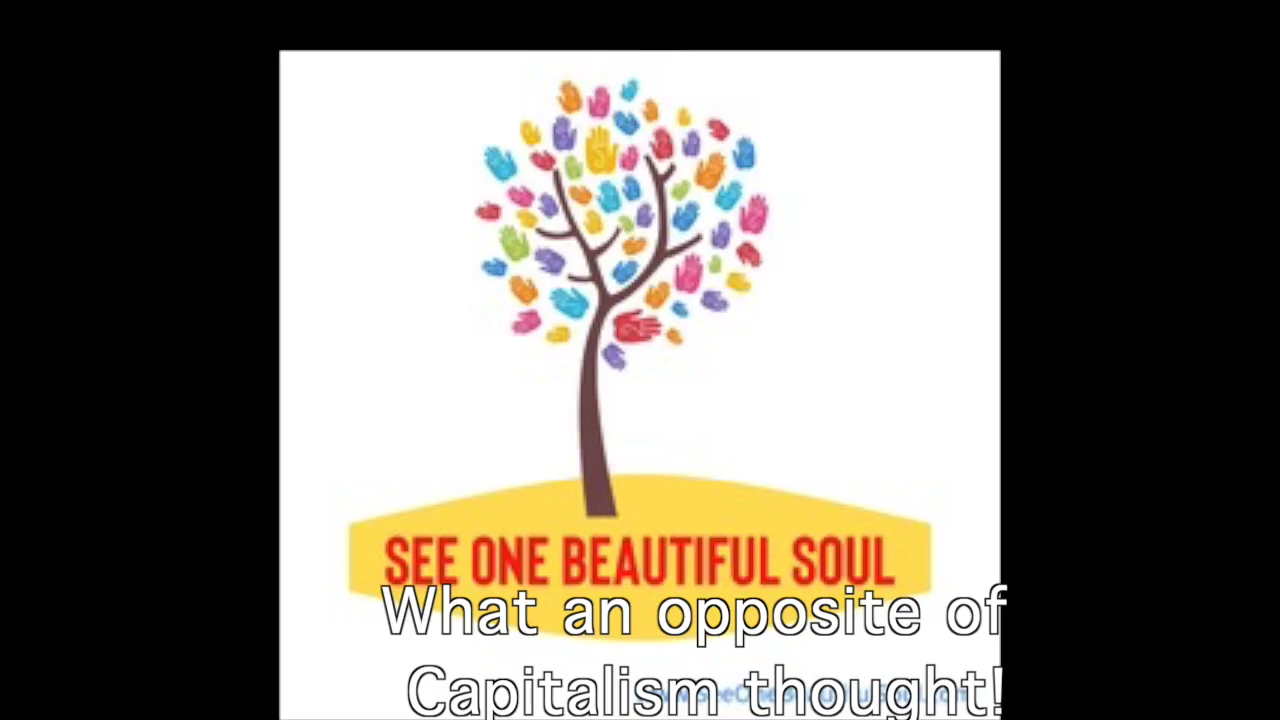 SEE ONE BEAUTIFUL SOUL
What an opposite of
Capitalism thought!